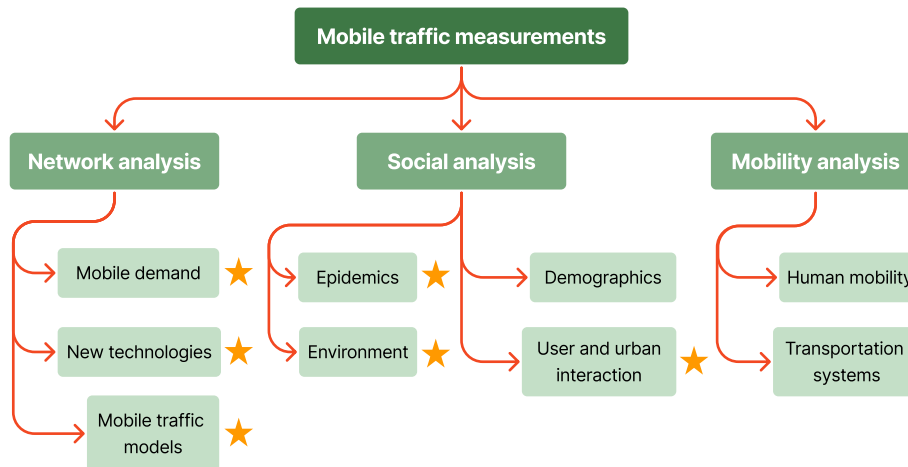 Mobile traffic measurements
Network analysis
Social analysis
Mobility analysis
Mobile demand
Epidemics
Demographics
Human mobility
New technologies
Environment
User and urban
interaction
Transportation
systems
Mobile traffic
models